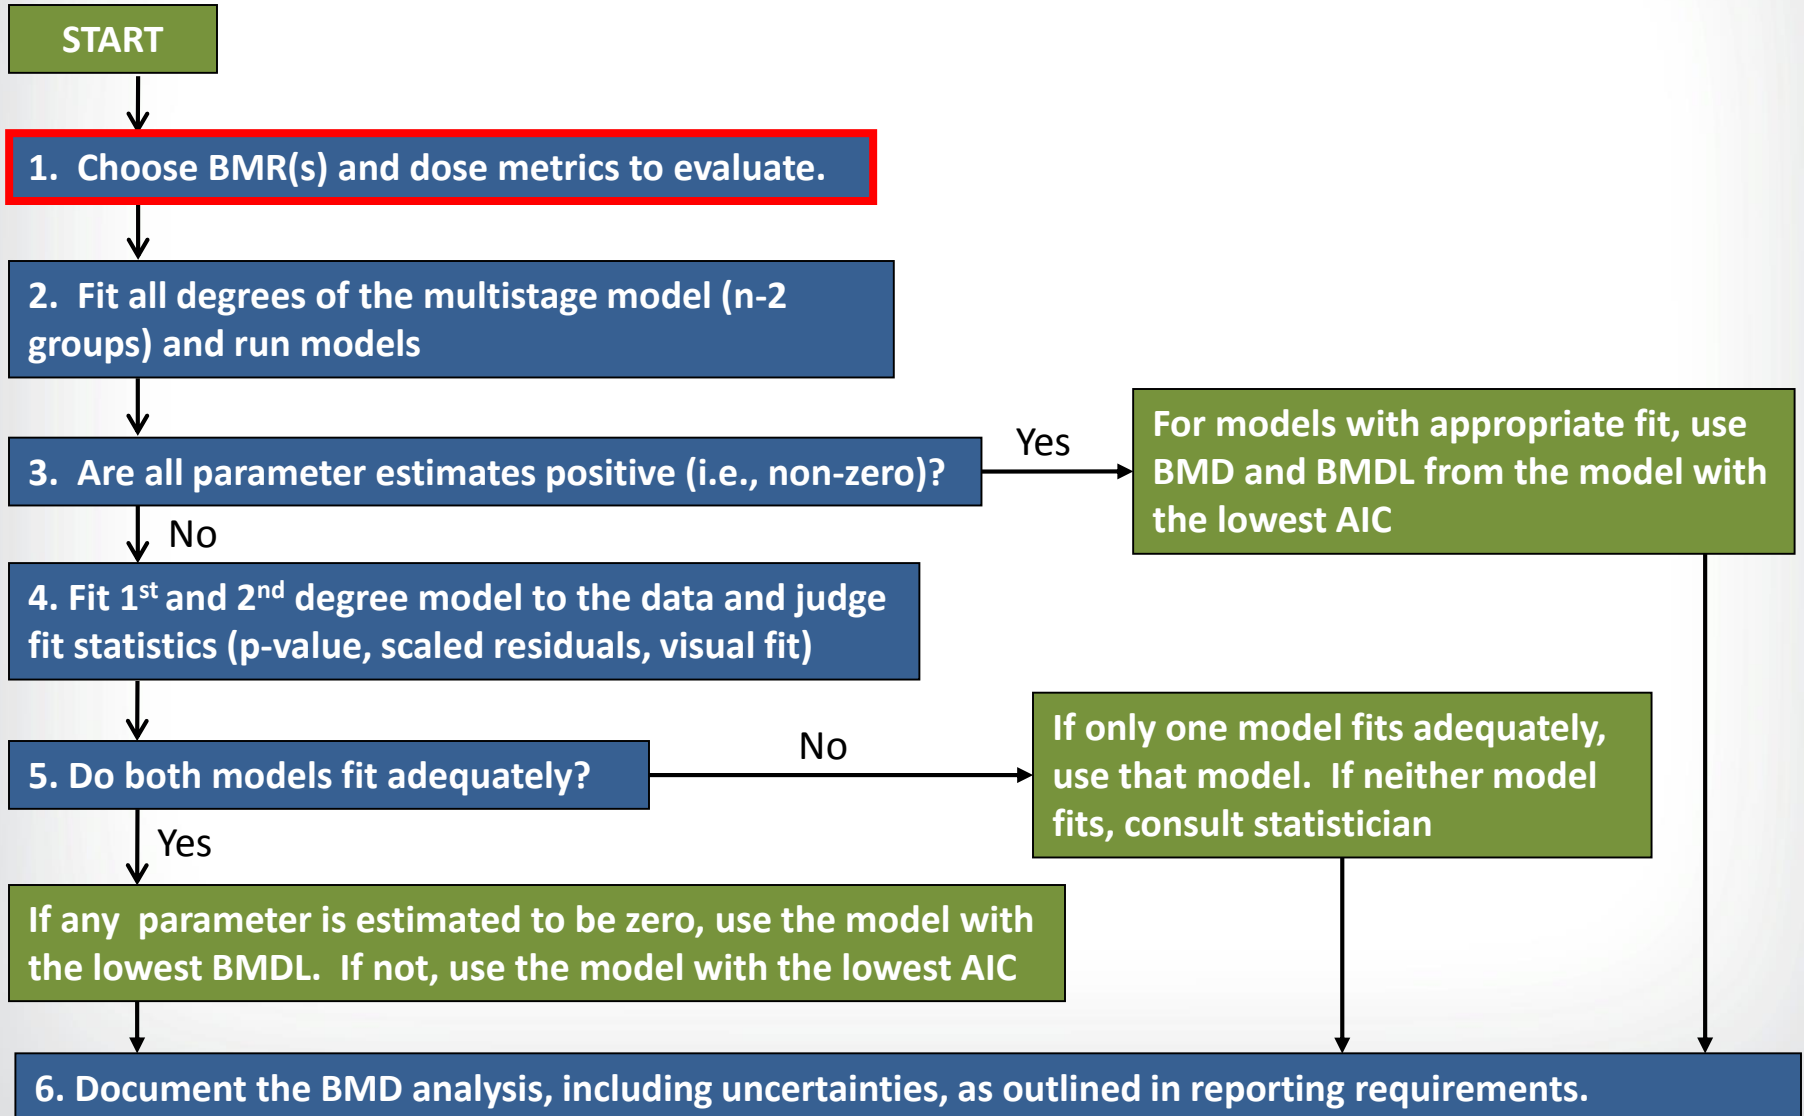 START
1. Choose BMR(s) and dose metrics to evaluate.
2. Fit all degrees of the multistage model (n-2
groups) and run models
3. Are all parameter estimates positive (i.e., non-zero)?
Yes
For models with appropriate fit, use
BMD and BMDL from the model with
the lowest AIC
No
4. Fit 1st and 2nd degree model to the data and judge
fit statistics (p-value, scaled residuals, visual fit)
5. Do both models fit adequately?
No
If only one model fits adequately,
use that model. If neither model
fits, consult statistician
Yes
If any parameter is estimated to be zero, use the model with
the lowest BMDL. If not, use the model with the lowest AIC
6. Document the BMD analysis, including uncertainties, as outlined in reporting requirements.